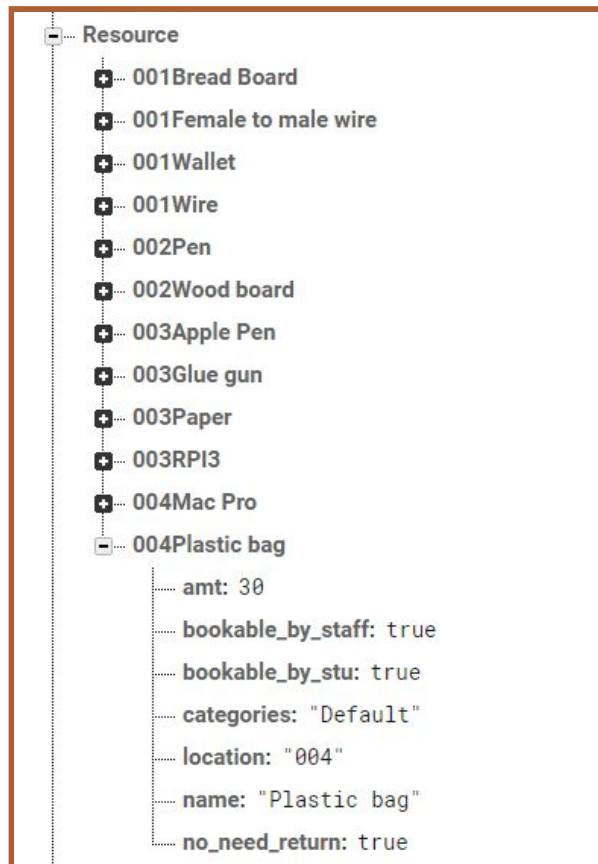 Resource
001Bread Board
001Female to male wire
001Wallet
001Wire
002Pen
002Wood board
003Apple Pen
003Glue gun
003Paper
003RPI3
004Mac Pro
004Plastic bag
amt: 30
bookable_by_staff: true
bookable_by_stu: true
categories: "Default"
location: "004"
name: "Plastic bag"
no_need_return: true